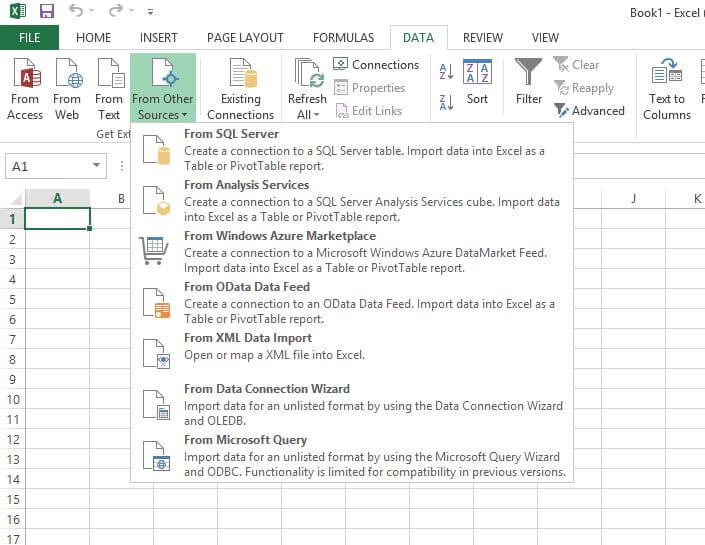 Book1 - Excel (
FILE HOME INSERT PAGE LAYOUT FORMULAS DATA REVIEW VIEW
From Access
From Web
From Text
From Other Sources
Existing Connections
Refresh All
Connections
Properties
Edit Links
Sort
Filter
Clear
Reapply
Advanced
Text to Columns
Get Ext
A1
A B J K
From SQL Server
Create a connection to a SQL Server table. Import data into Excel as a
Table or PivotTable report.
From Analysis Services
Create a connection to a SQL Server Analysis Services cube. Import data
into Excel as a Table or PivotTable report.
From Windows Azure Marketplace
Create a connection to a Microsoft Windows Azure DataMarket Feed.
Import data into Excel as a Table or PivotTable report.
From OData Data Feed
Create a connection to an OData Data Feed. Import data into Excel as a
Table or PivotTable report.
From XML Data Import
Open or map a XML file into Excel.
From Data Connection Wizard
Import data for an unlisted format by using the Data Connection Wizard
and OLEDB.
From Microsoft Query
Import data for an unlisted format by using the Microsoft Query Wizard
and ODBC. Functionality is limited for compatibility in previous versions.
1
2
3
4
5
6
7
8
9
10
11
12
13
14
15
16
17